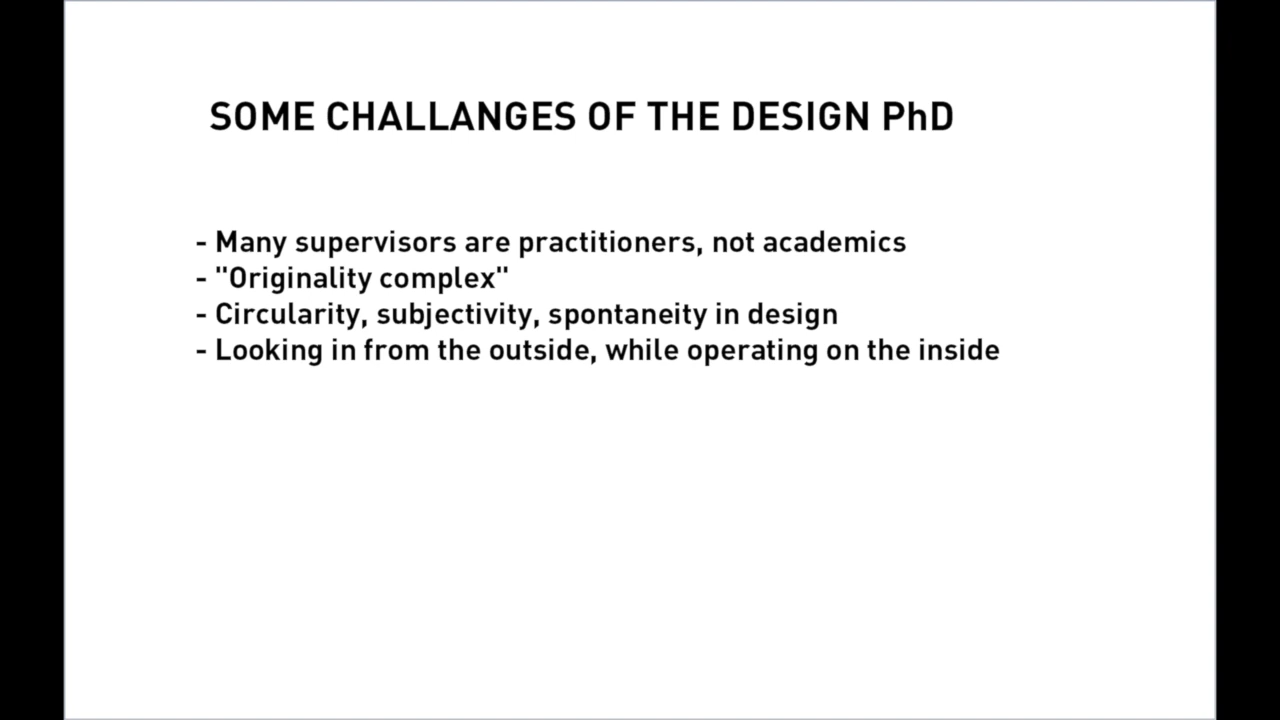 SOME CHALLANGES OF THE DESIGN PhD
- Many supervisors are practitioners, not academics
- "Originality complex"
- Circularity, subjectivity, spontaneity in design
- Looking in from the outside, while operating on the inside